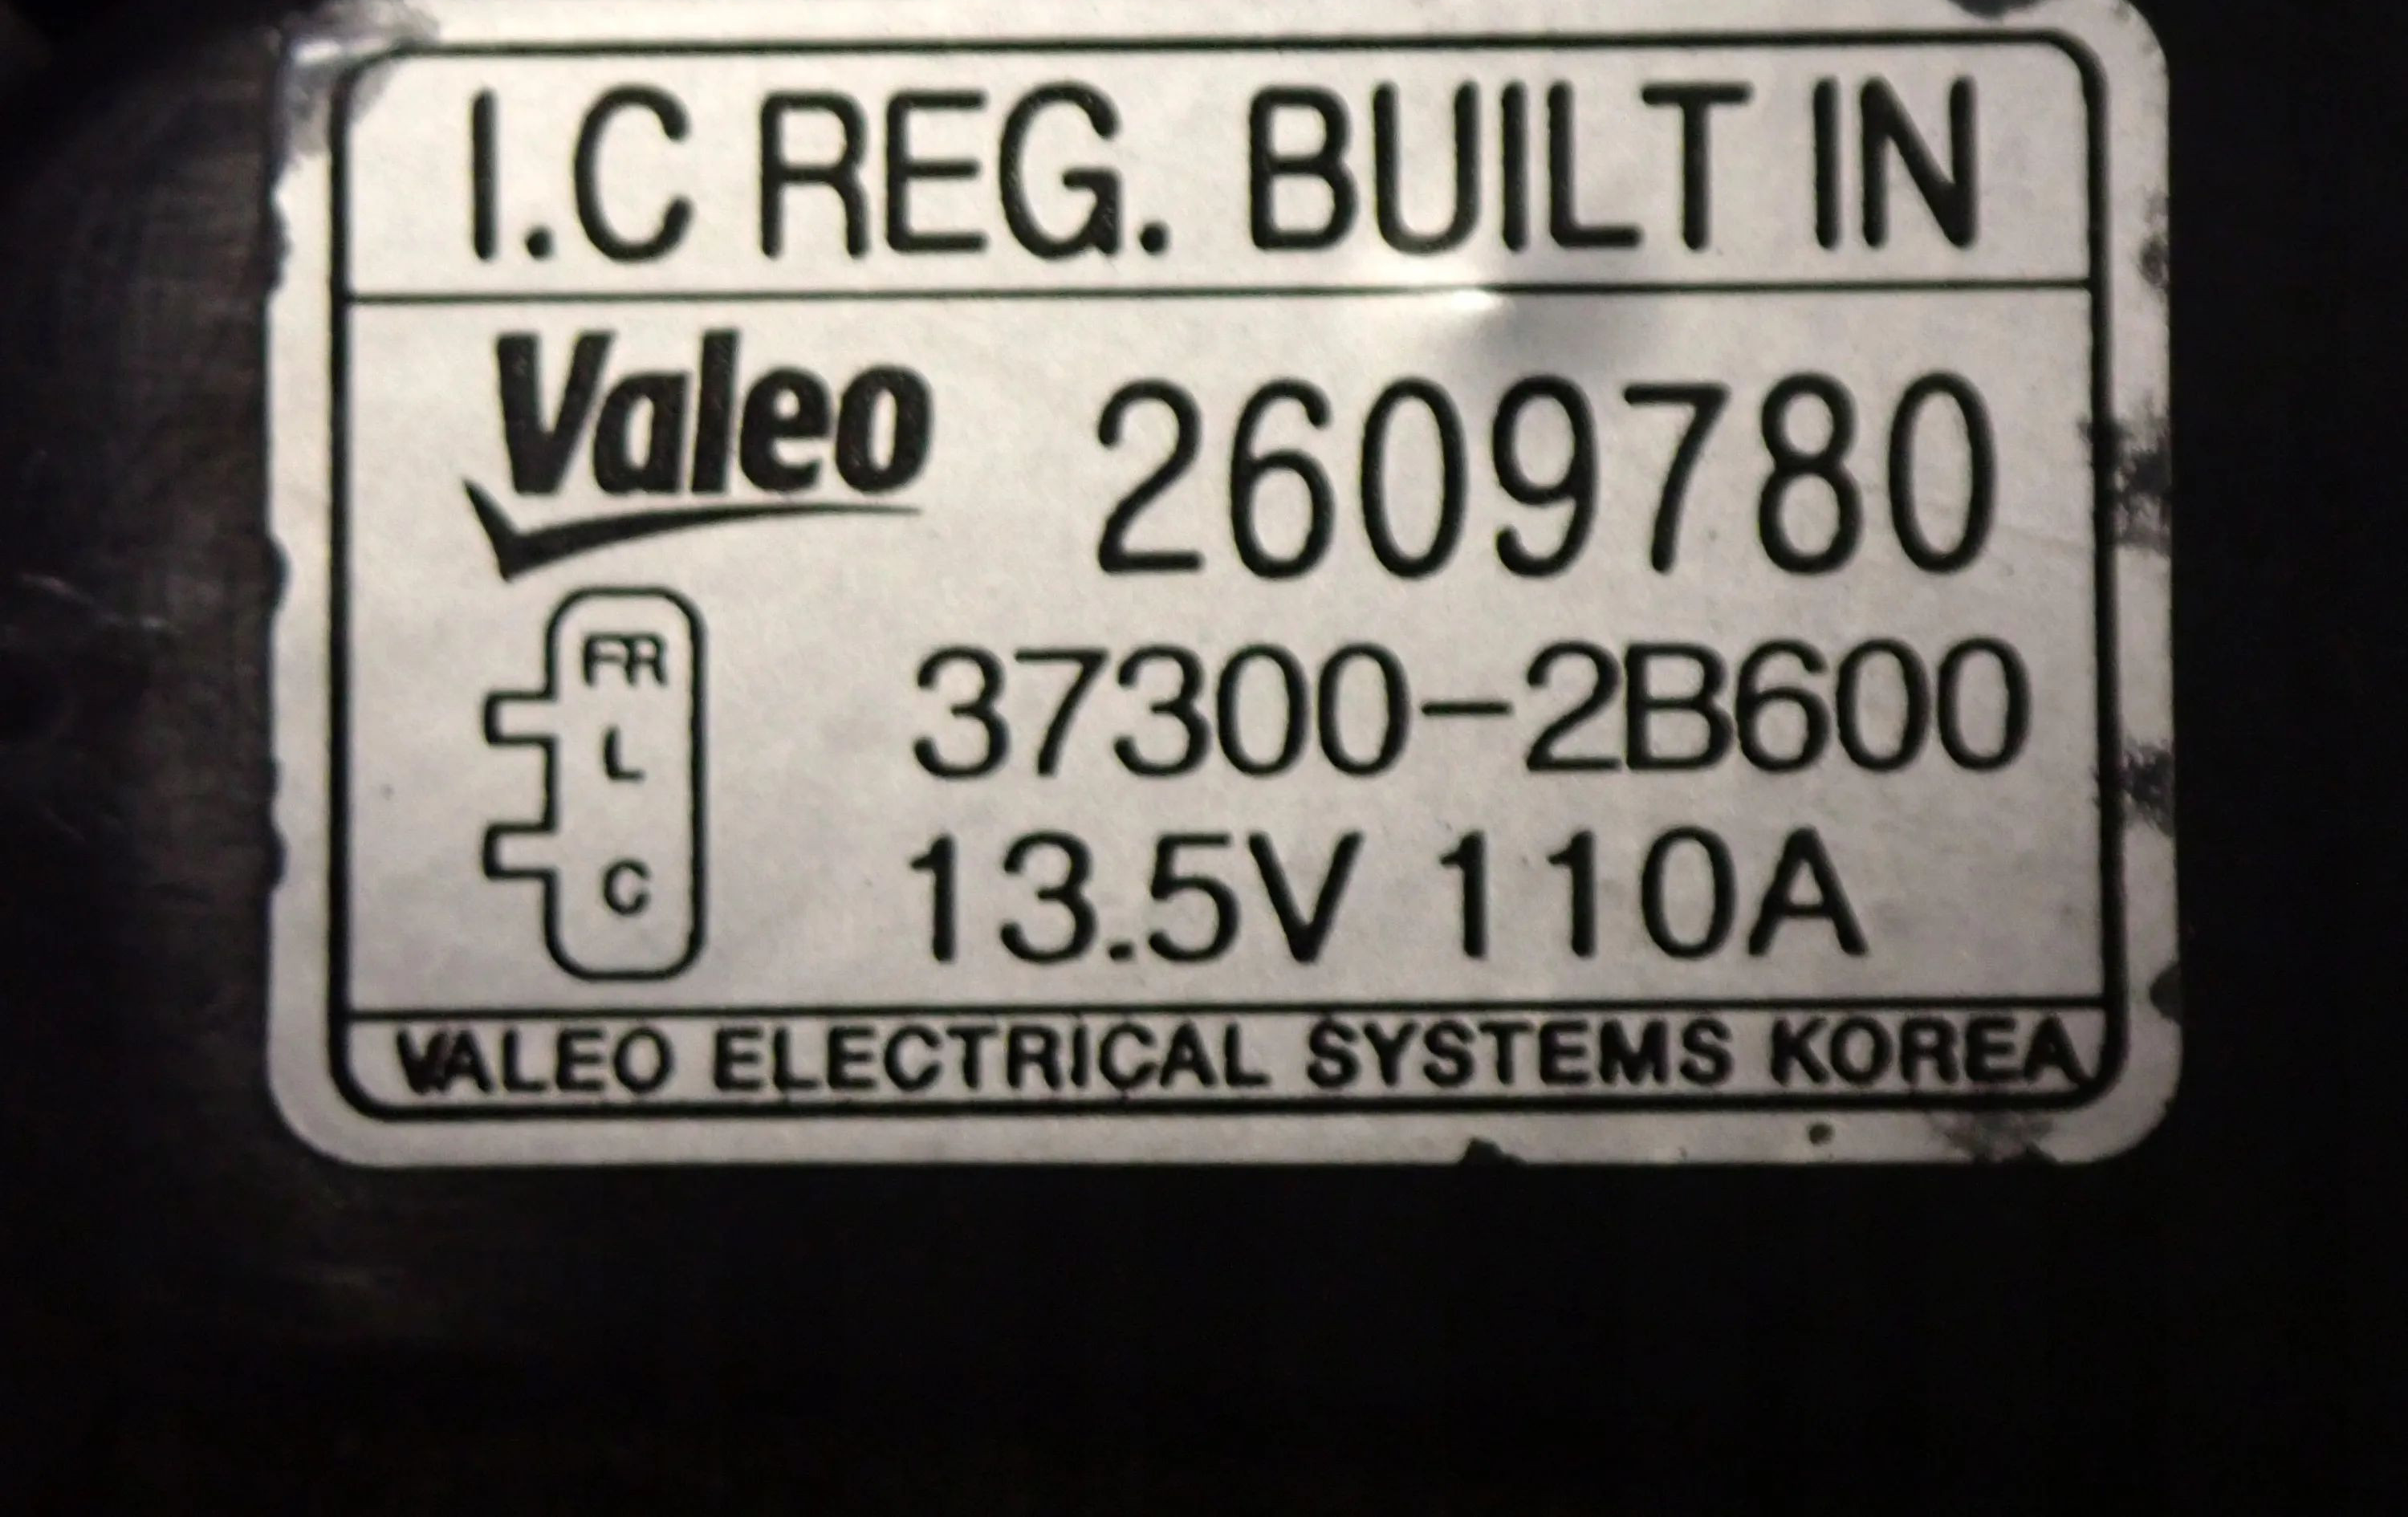 I.C REG. BUILT IN
Valeo 2609780
FR
37300-2B600
L
13.5V 110A
C
VALEO ELECTRICAL SYSTEMS KOREA